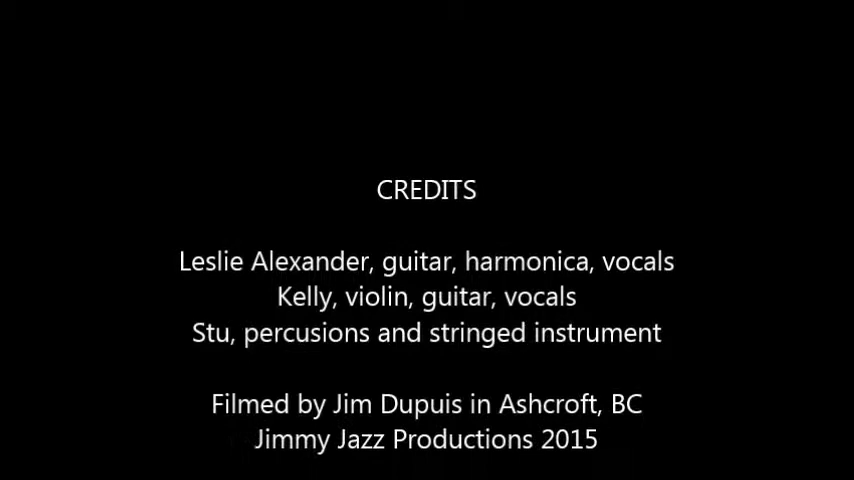 CREDITS
Leslie Alexander, guitar, harmonica, vocals
Kelly, violin, guitar, vocals
Stu, percusions and stringed instrument
Filmed by Jim Dupuis in Ashcroft, BC
Jimmy Jazz Productions 2015